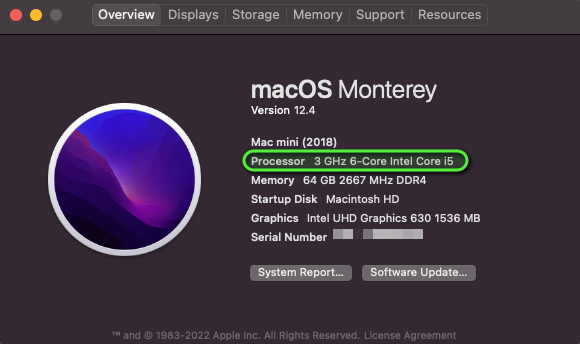 Overview Displays Storage Memory Support Resources
macOS Monterey
Version 12.4
Mac mini (2018)
Processor 3 GHz 6-Core Intel Core i5
Memory 64 GB 2667 MHz DDR4
Startup Disk Macintosh HD
Graphics Intel UHD Graphics 630 1536 MB
Serial Number
System Report... Software Update...
™ and © 1983-2022 Apple Inc. All Rights Reserved. License Agreement